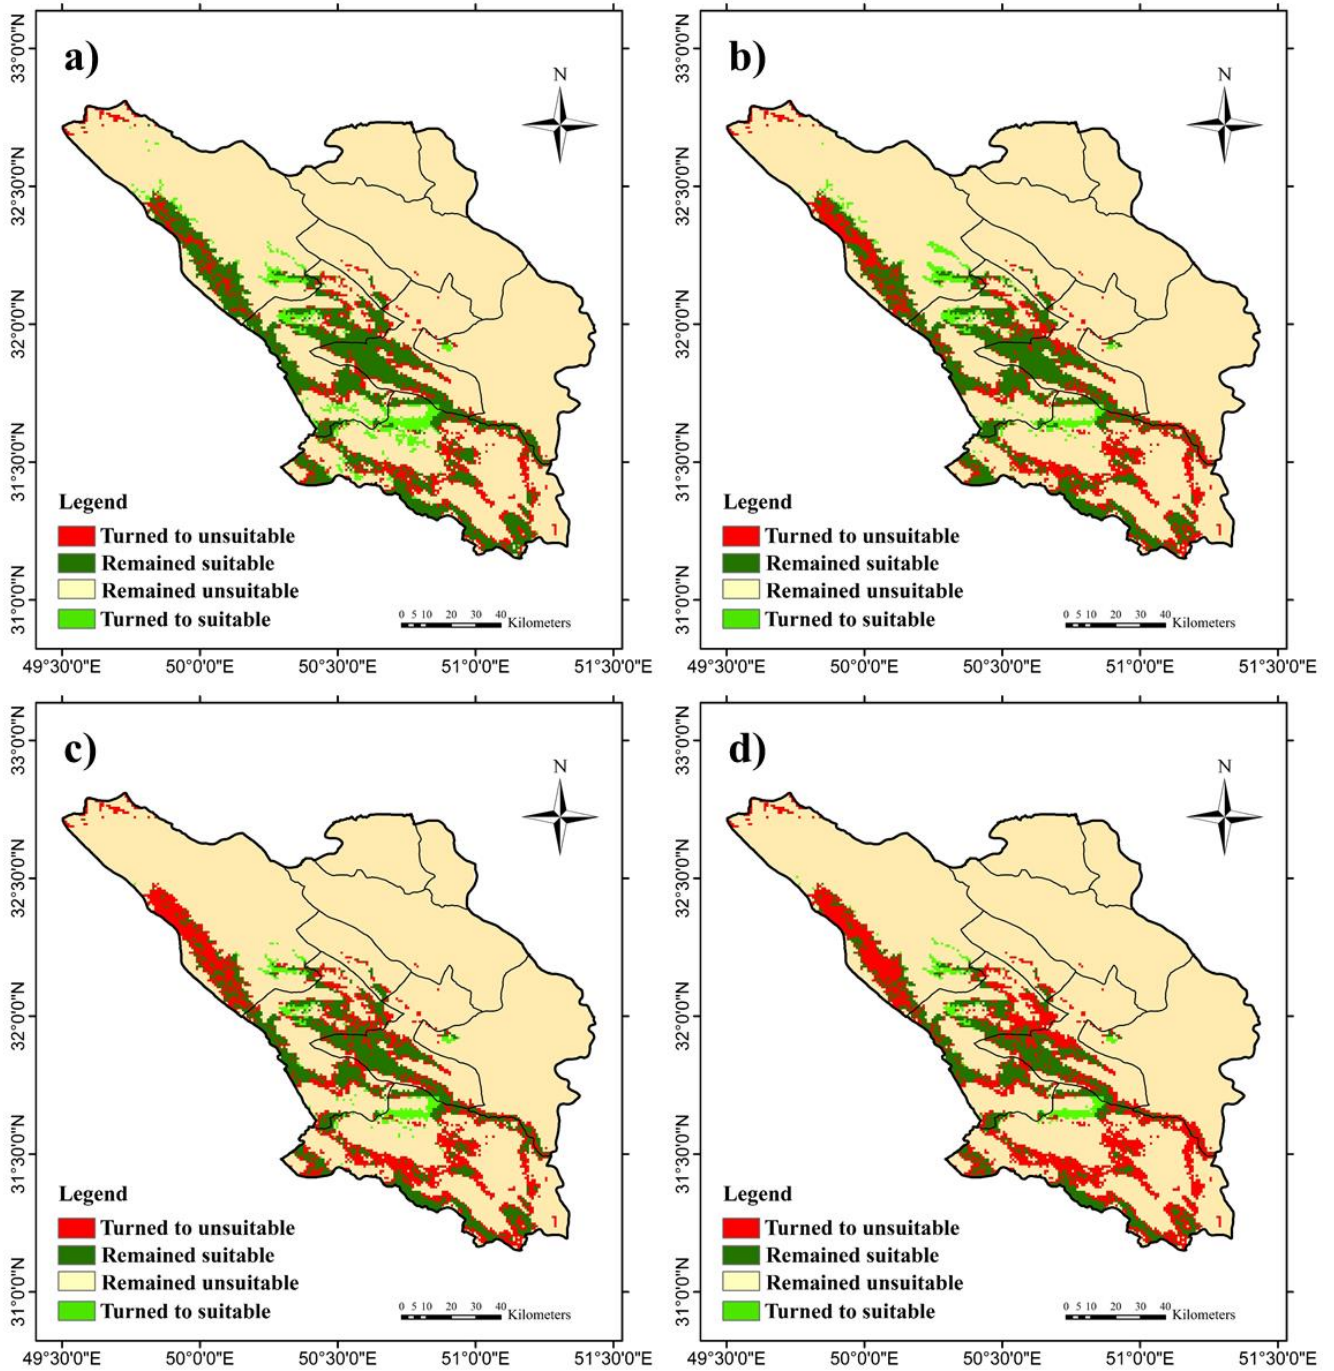 a)
N
33°0'0"N
32°30'0"N
32°0'0"N
31°30'0"N
31°0'0"N
Legend
Turned to unsuitable
Remained suitable
Remained unsuitable
Turned to suitable
0 5 10 20 30 40
Kilometers
49°30'0"E 50°0'0"E 50°30'0"E 51°0'0"E 51°30'0"E
b)
N
33°0'0"N
32°30'0"N
32°0'0"N
31°30'0"N
31°0'0"N
Legend
Turned to unsuitable
Remained suitable
Remained unsuitable
Turned to suitable
0 5 10 20 30 40
Kilometers
49°30'0"E 50°0'0"E 50°30'0"E 51°0'0"E 51°30'0"E
c)
N
33°0'0"N
32°30'0"N
32°0'0"N
31°30'0"N
31°0'0"N
Legend
Turned to unsuitable
Remained suitable
Remained unsuitable
Turned to suitable
0 5 10 20 30 40
Kilometers
49°30'0"E 50°0'0"E 50°30'0"E 51°0'0"E 51°30'0"E
d)
N
33°0'0"N
32°30'0"N
32°0'0"N
31°30'0"N
31°0'0"N
Legend
Turned to unsuitable
Remained suitable
Remained unsuitable
Turned to suitable
0 5 10 20 30 40
Kilometers
49°30'0"E 50°0'0"E 50°30'0"E 51°0'0"E 51°30'0"E